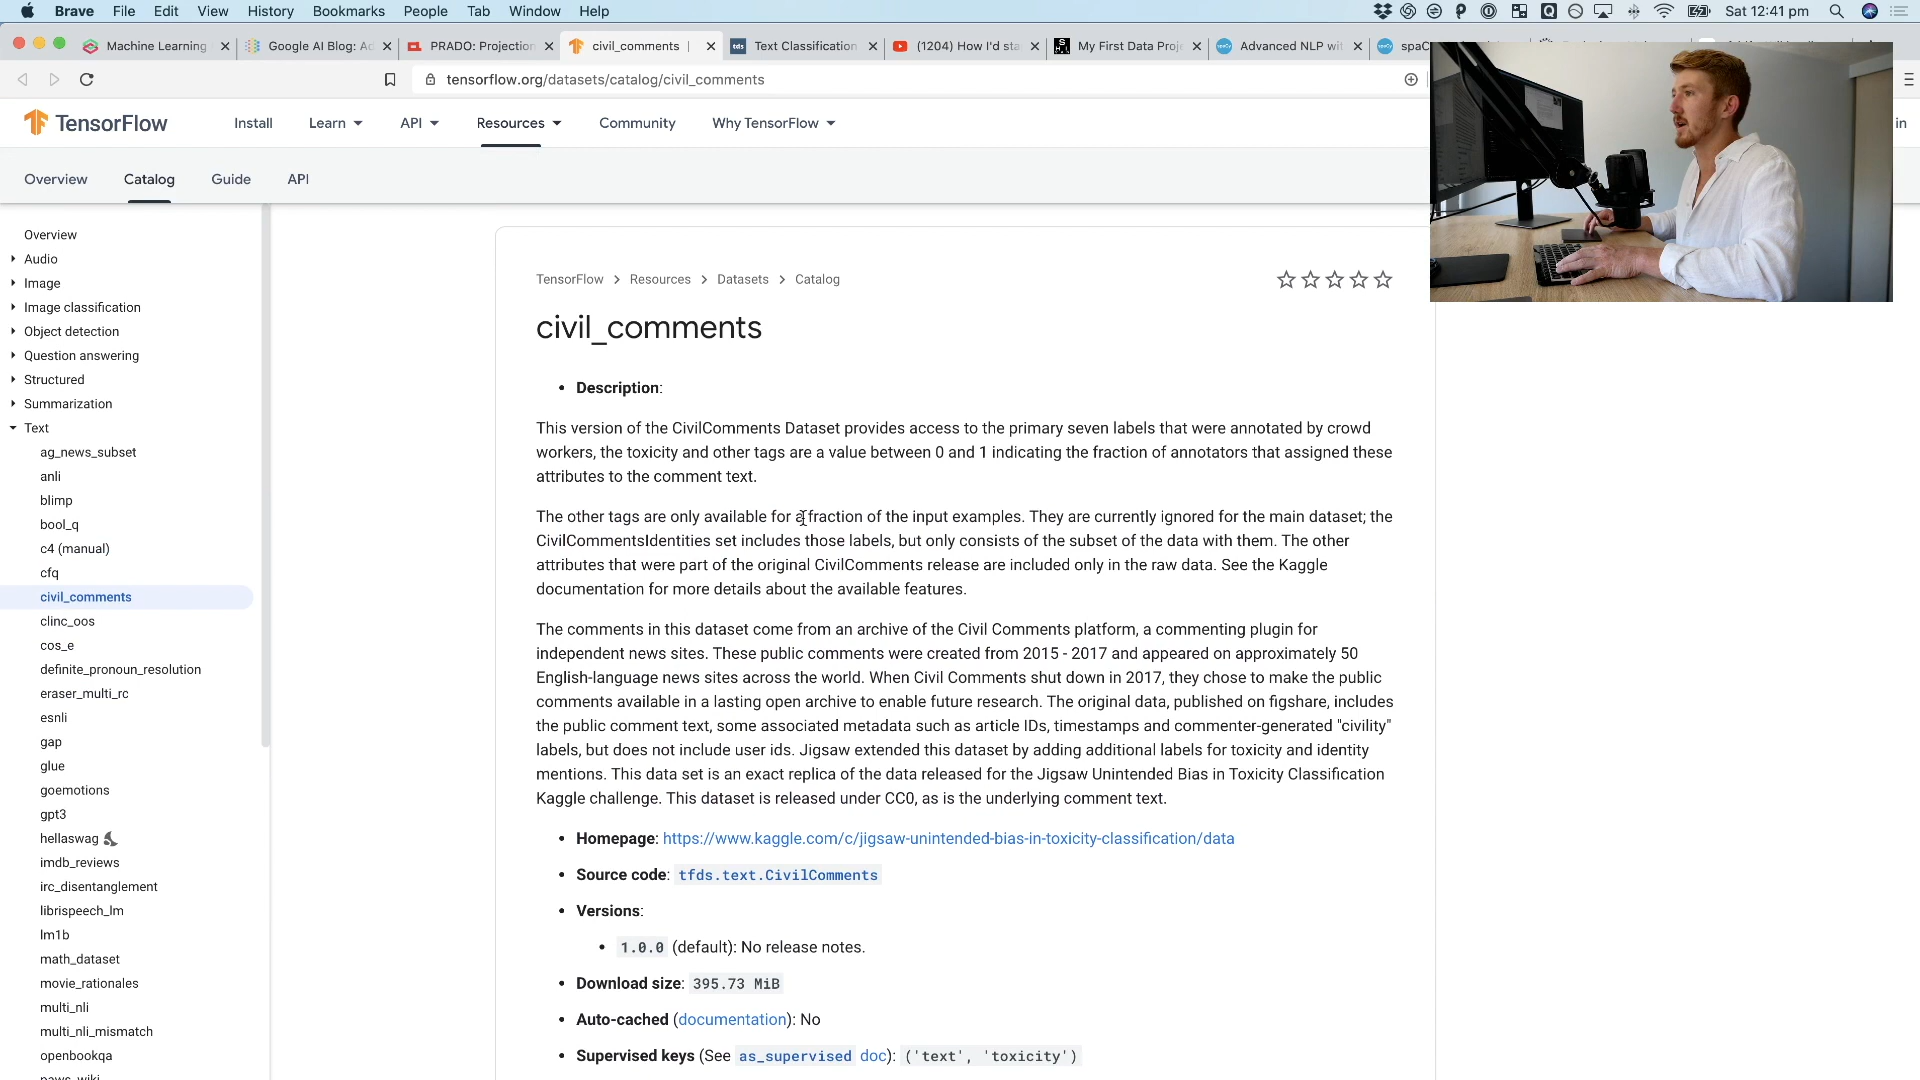 Brave File Edit View History Bookmarks People Tab Window Help Sat 12:41 pm
Machine Learning Google AI Blog: Ad PRADO: Projection civil_comments | Text Classification (1204) How I'd sta My First Data Proj Advanced NLP wit spaC
tensorflow.org/datasets/catalog/civil_comments
TensorFlow Install Learn API Resources Community Why TensorFlow in
Overview Catalog Guide API
Overview
Audio
Image
Image classification
Object detection
Question answering
Structured
Summarization
Text
ag_news_subset
anli
blimp
bool_q
c4 (manual)
cfq
civil_comments
clinc_oos
cos_e
definite_pronoun_resolution
eraser_multi_rc
esnli
gap
glue
goemotions
gpt3
hellaswag
imdb_reviews
irc_disentanglement
librispeech_lm
lm1b
math_dataset
movie_rationales
multi_nli
multi_nli_mismatch
openbookqa
paws_wiki
TensorFlow > Resources > Datasets > Catalog
civil_comments
• Description:
This version of the CivilComments Dataset provides access to the primary seven labels that were annotated by crowd
workers, the toxicity and other tags are a value between 0 and 1 indicating the fraction of annotators that assigned these
attributes to the comment text.
The other tags are only available for a fraction of the input examples. They are currently ignored for the main dataset; the
CivilCommentsIdentities set includes those labels, but only consists of the subset of the data with them. The other
attributes that were part of the original CivilComments release are included only in the raw data. See the Kaggle
documentation for more details about the available features.
The comments in this dataset come from an archive of the Civil Comments platform, a commenting plugin for
independent news sites. These public comments were created from 2015 - 2017 and appeared on approximately 50
English-language news sites across the world. When Civil Comments shut down in 2017, they chose to make the public
comments available in a lasting open archive to enable future research. The original data, published on figshare, includes
the public comment text, some associated metadata such as article IDs, timestamps and commenter-generated "civility"
labels, but does not include user ids. Jigsaw extended this dataset by adding additional labels for toxicity and identity
mentions. This data set is an exact replica of the data released for the Jigsaw Unintended Bias in Toxicity Classification
Kaggle challenge. This dataset is released under CC0, as is the underlying comment text.
• Homepage: https://www.kaggle.com/c/jigsaw-unintended-bias-in-toxicity-classification/data
• Source code: tfds.text.CivilComments
• Versions:
• 1.0.0 (default): No release notes.
• Download size: 395.73 MiB
• Auto-cached (documentation): No
• Supervised keys (See as_supervised doc): ('text', 'toxicity')